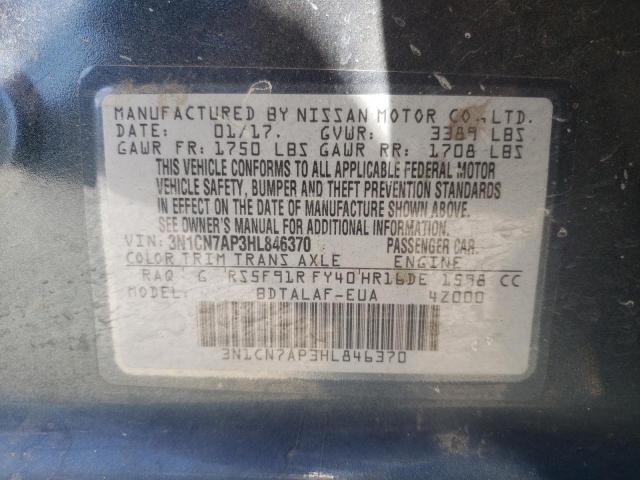 MANUFACTURED BY NISSAN MOTOR CO., LTD.
DATE: 01/17. GVWR: 3389 LBS
GAWR FR: 1750 LBS GAWR RR: 1708 LBS
THIS VEHICLE CONFORMS TO ALL APPLICABLE FEDERAL MOTOR
VEHICLE SAFETY, BUMPER AND THEFT PREVENTION STANDARDS
IN EFFECT ON THE DATE OF MANUFACTURE SHOWN ABOVE.
SEE OWNER'S MANUAL FOR ADDITIONAL INFORMATION.
VIN: 3N1CN7AP3HL846370 PASSENGER CAR.
COLOR TRIM TRANS AXLE ENGINE
RAQ G RS5F91R FY40 HR16DE 1598 CC
MODEL: BDTALAF-EUA 4Z000
3N1CN7AP3HL846370